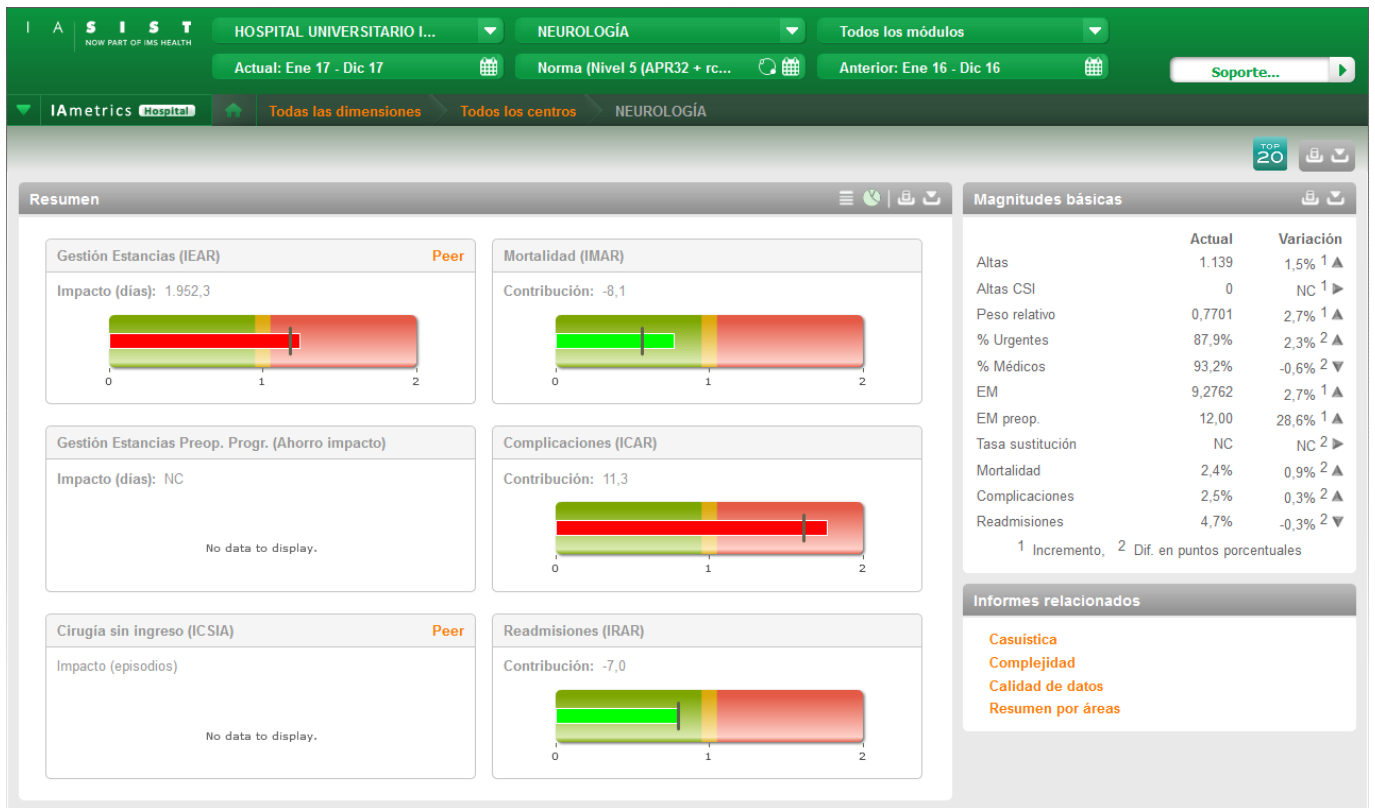 I A S I S T
NOW PART OF IMS HEALTH
HOSPITAL UNIVERSITARIO I...
NEUROLOGÍA
Todos los módulos
Actual: Ene 17 - Dic 17
Norma (Nivel 5 (APR32 + rc...
Anterior: Ene 16 - Dic 16
Soporte...
IAmetrics Hospital
Todas las dimensiones
Todos los centros
NEUROLOGÍA
TOP 20
Resumen
Gestión Estancias (IEAR) Peer
Impacto (días): 1.952,3
0 1 2
Mortalidad (IMAR)
Contribución: -8,1
0 1 2
Gestión Estancias Preop. Progr. (Ahorro impacto)
Impacto (días): NC
No data to display.
Complicaciones (ICAR)
Contribución: 11,3
0 1 2
Cirugía sin ingreso (ICSIA) Peer
Impacto (episodios)
No data to display.
Readmisiones (IRAR)
Contribución: -7,0
0 1 2
Magnitudes básicas
Actual Variación
Altas 1.139 1,5% 1
Altas CSI 0 NC 1
Peso relativo 0,7701 2,7% 1
% Urgentes 87,9% 2,3% 2
% Médicos 93,2% -0,6% 2
EM 9,2762 2,7% 1
EM preop. 12,00 28,6% 1
Tasa sustitución NC NC 2
Mortalidad 2,4% 0,9% 2
Complicaciones 2,5% 0,3% 2
Readmisiones 4,7% -0,3% 2
1 Incremento, 2 Dif. en puntos porcentuales
Informes relacionados
Casuística
Complejidad
Calidad de datos
Resumen por áreas